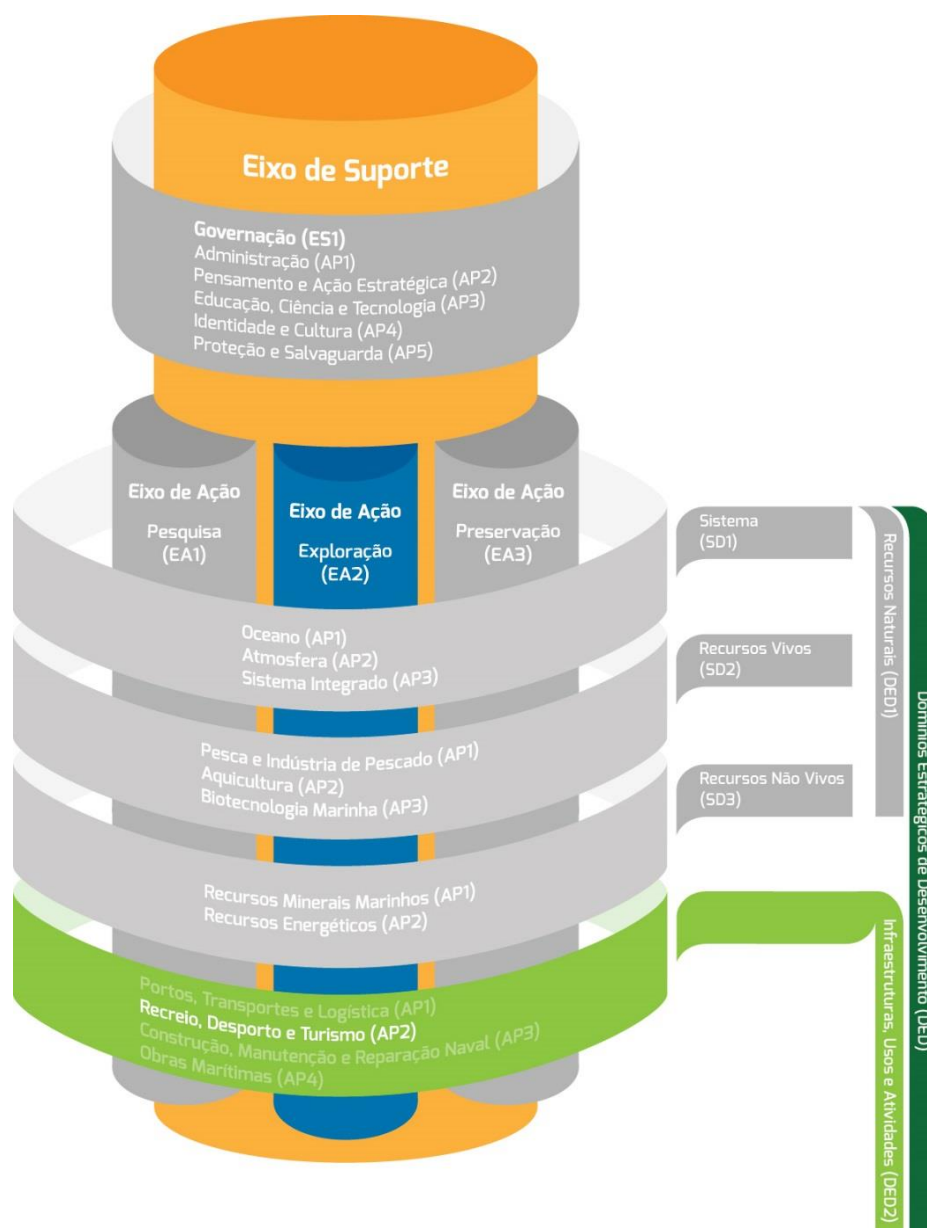 Eixo de Suporte
Governação (ES1)
Administração (AP1)
Pensamento e Ação Estratégica (AP2)
Educação, Ciência e Tecnologia (AP3)
Identidade e Cultura (AP4)
Proteção e Salvaguarda (AP5)
Eixo de Ação
Pesquisa
(EA1)
Eixo de Ação
Exploração
(EA2)
Eixo de Ação
Preservação
(EA3)
Oceano (AP1)
Atmosfera (AP2)
Sistema Integrado (AP3)
Pesca e Indústria de Pescado (AP1)
Aquicultura (AP2)
Biotecnologia Marinha (AP3)
Recursos Minerais Marinhos (AP1)
Recursos Energéticos (AP2)
Portos, Transportes e Logística (AP1)
Recreio, Desporto e Turismo (AP2)
Construção, Manutenção e Reparação Naval (AP3)
Obras Marítimas (AP4)
Sistema
(SD1)
Recursos Vivos
(SD2)
Recursos Não Vivos
(SD3)
Recursos Naturais (DED1)
Infraestruturas, Usos e Atividades (DED2)
Domínios Estratégicos de Desenvolvimento (DED)